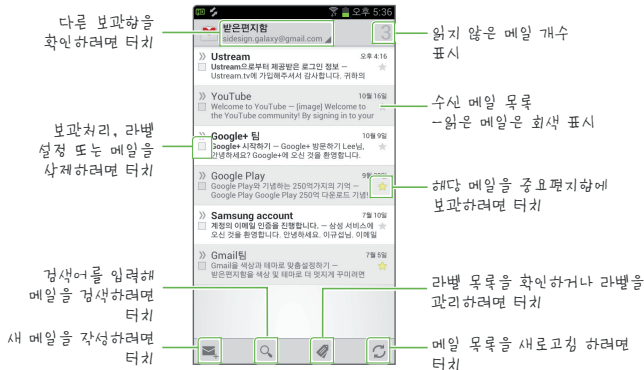 다른 보관함을
확인하려면 터치
보관처리, 라벨
설정 또는 메일을
삭제하려면 터치
검색어를 입력해
메일을 검색하려면
터치
새 메일을 작성하려면
터치
오후 5:36
받은편지함
sidesign.galaxy@gmail.com
3
Ustream
오후 4:16
Ustream으로부터 제공받은 로그인 정보 –
Ustream.tv에 가입해주셔서 감사합니다. 귀하의
YouTube
10월 16일
Welcome to YouTube – [image] Welcome to
the YouTube community! By signing in to your
Google+ 팀
10월 9일
Google+ 시작하기 – Google+ 방문하기 Lee님,
안녕하세요? Google+에 오신 것을 환영합니다.
Google Play
Google Play와 기념하는 250억가지의 기억 –
Google Play Google Play 250억 다운로드 기념!
Samsung account
7월 10일
계정의 이메일 인증을 진행합니다. – 삼성 서비스에
오신 것을 환영합니다. 안녕하세요. 이규섭님. 이메일
Gmail팀
7월 5일
Gmail을 색상과 테마로 맞춤설정하기 –
받은편지함을 색상 및 테마로 더 멋지게 꾸미려면
읽지 않은 메일 개수
표시
수신 메일 목록
-읽은 메일은 회색 표시
해당 메일을 중요편지함에
보관하려면 터치
라벨 목록을 확인하거나 라벨을
관리하려면 터치
메일 목록을 새로고침 하려면
터치